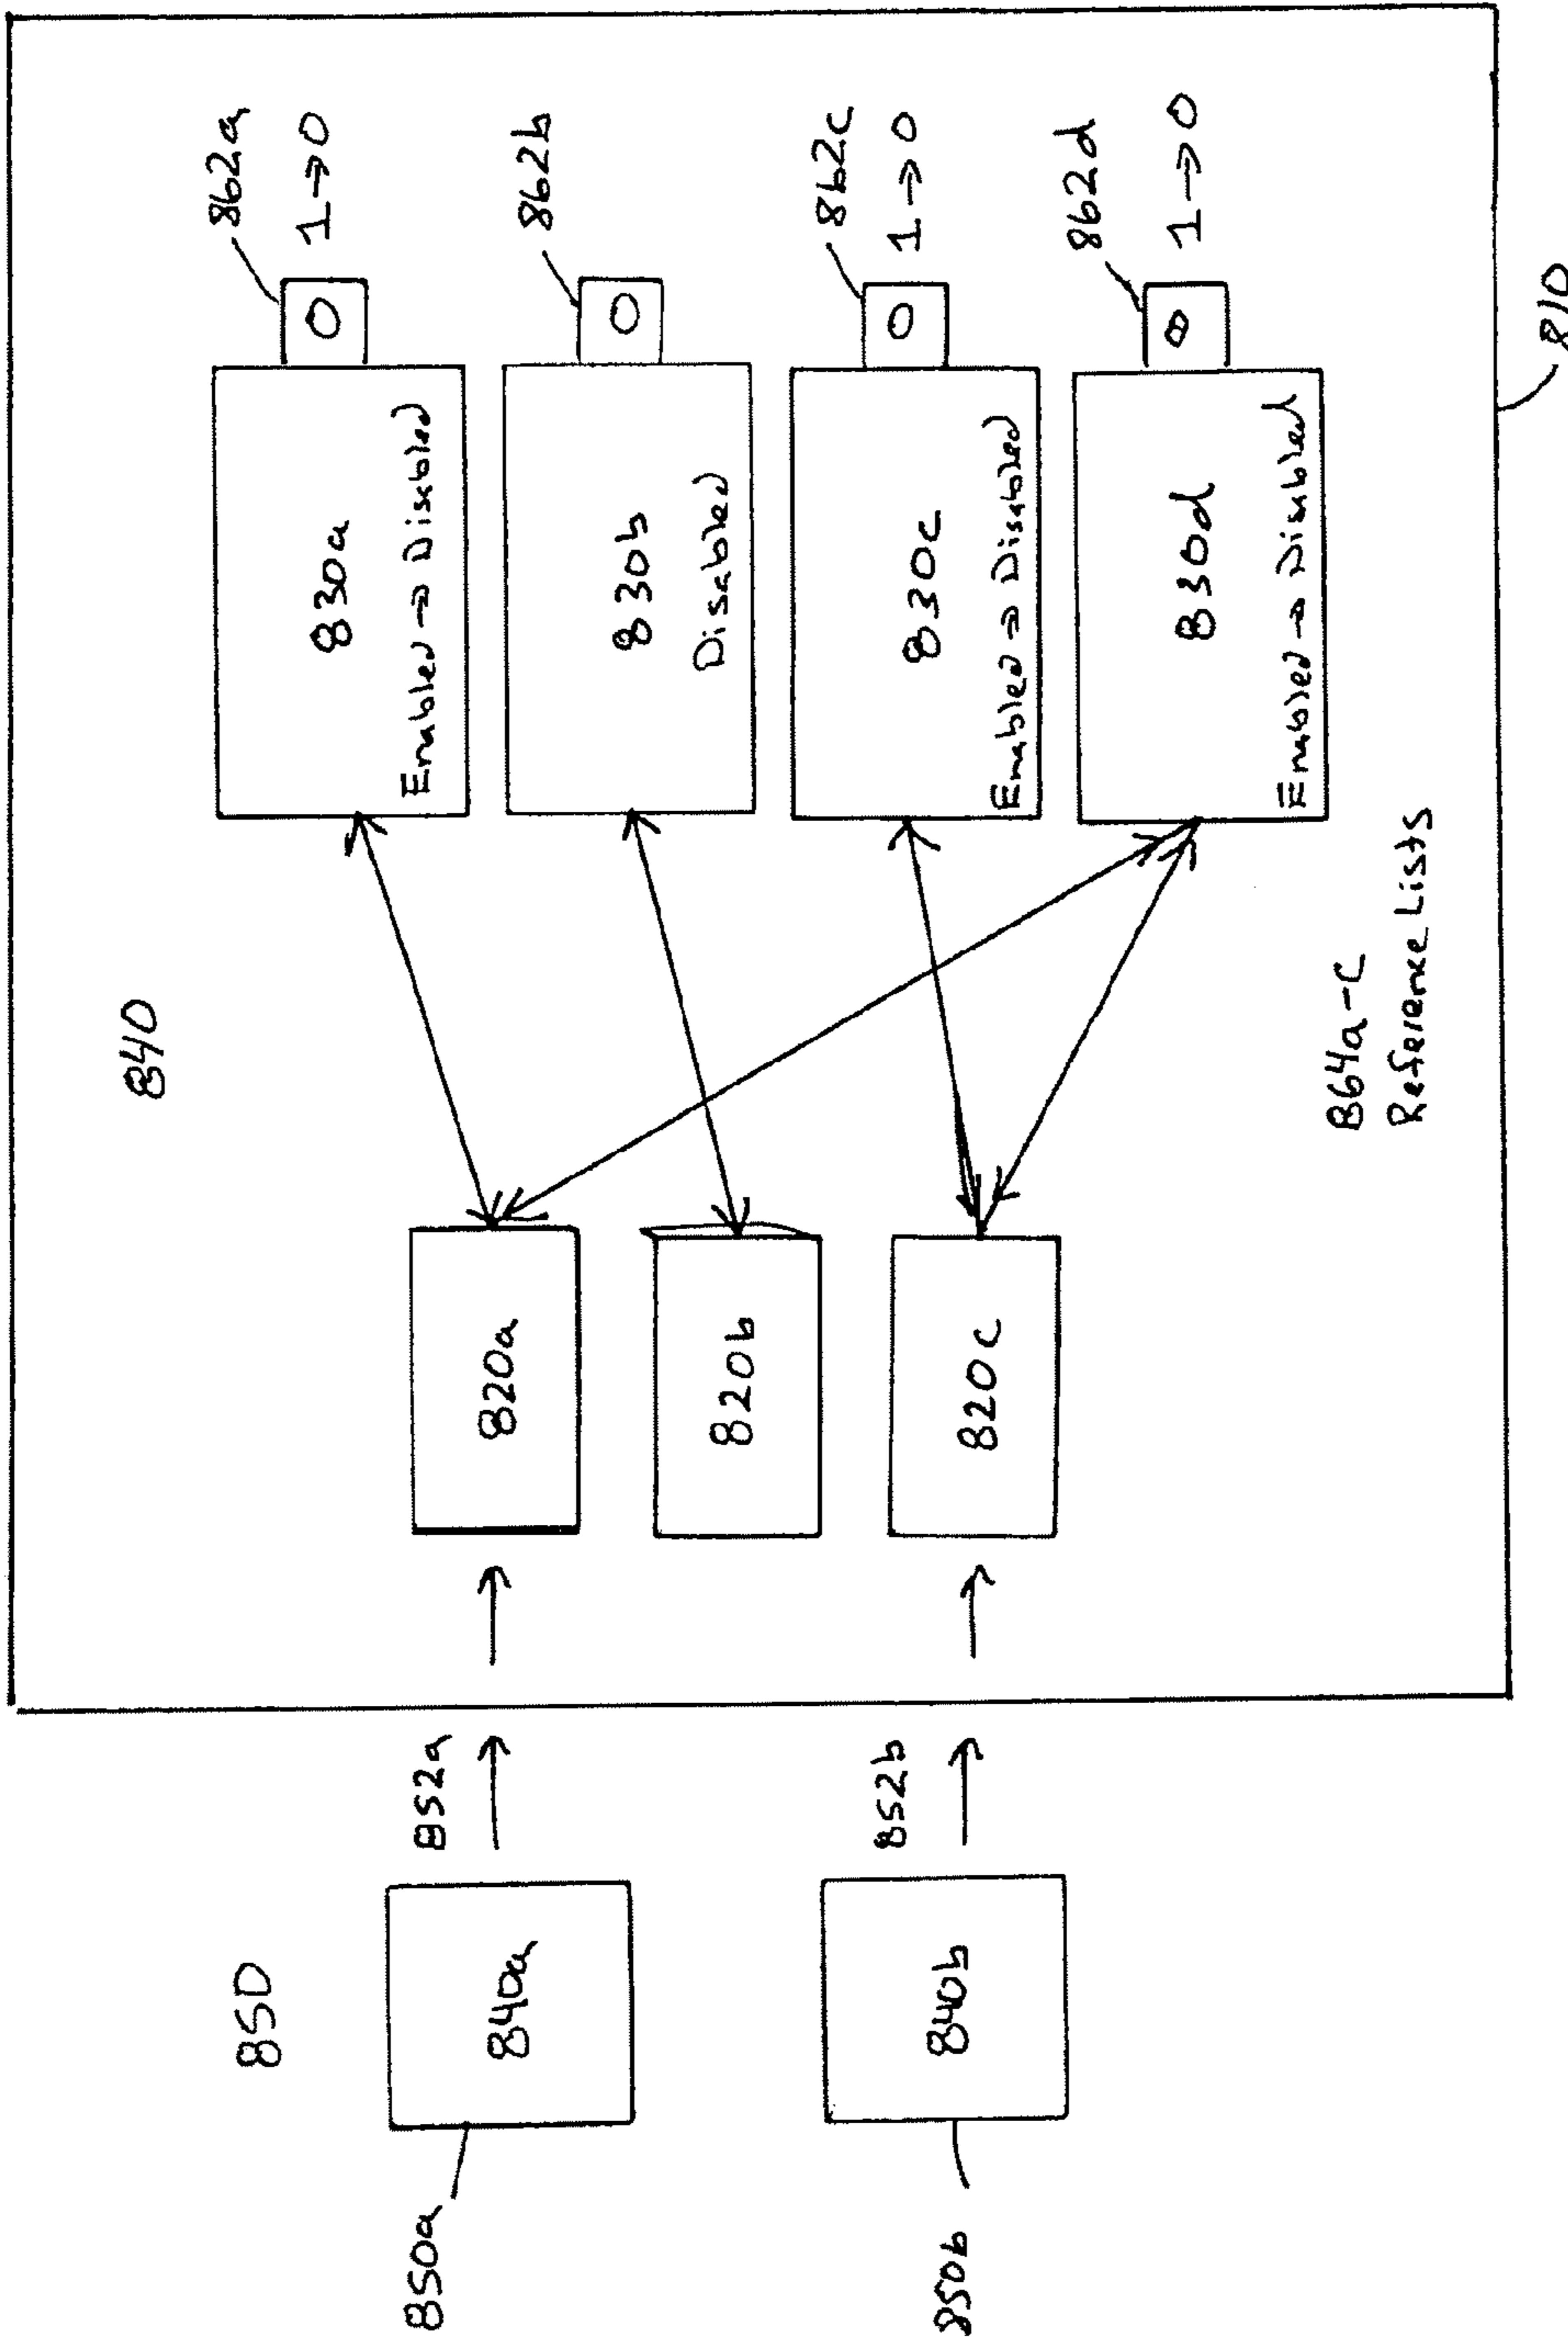 840
862a
1→0
830a
Enabled → Disabled
0
862b
830b
Disabled
0
862c
1→0
830c
Enabled → Disabled
0
862d
1→0
830d
Enabled → Disabled
0
820a
820b
820c
864a-c
Reference Lists
810
850
852a
840a
850a
852b
840b
850b